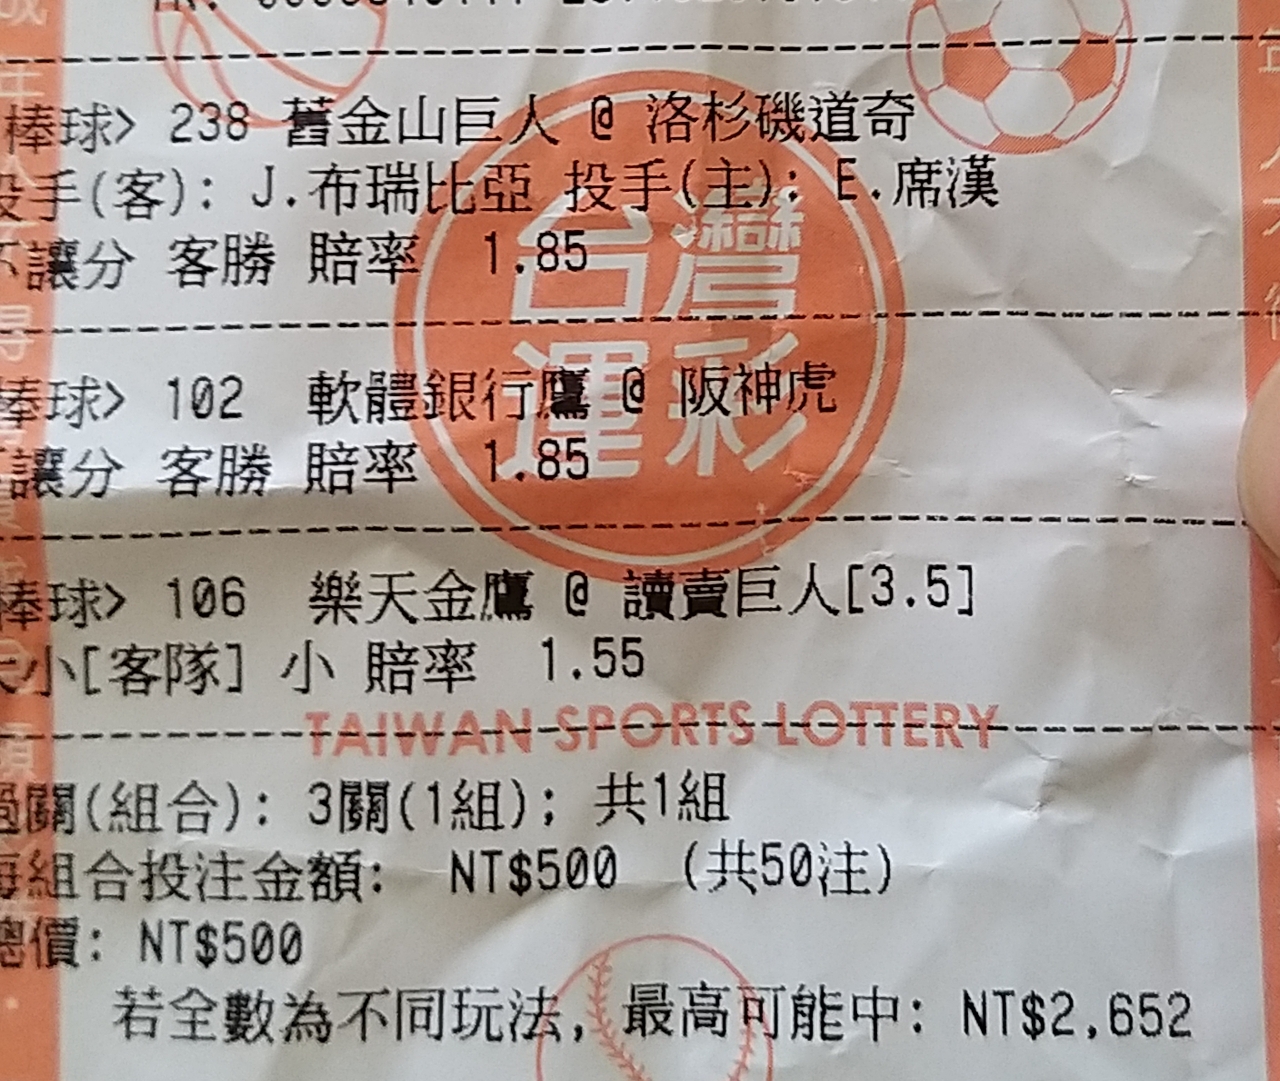 棒球> 238 舊金山巨人 @ 洛杉磯道奇
投手(客): J.布瑞比亞 投手(主): E.席漢
不讓分 客勝 賠率 1.85
台灣
運彩
棒球> 102 軟體銀行鷹 @ 阪神虎
不讓分 客勝 賠率 1.85
棒球> 106 樂天金鷹 @ 讀賣巨人[3.5]
大小[客隊] 小 賠率 1.55
TAIWAN SPORTS LOTTERY
過關(組合): 3關(1組); 共1組
每組合投注金額: NT$500 (共50注)
總價: NT$500
若全數為不同玩法, 最高可能中: NT$2,652